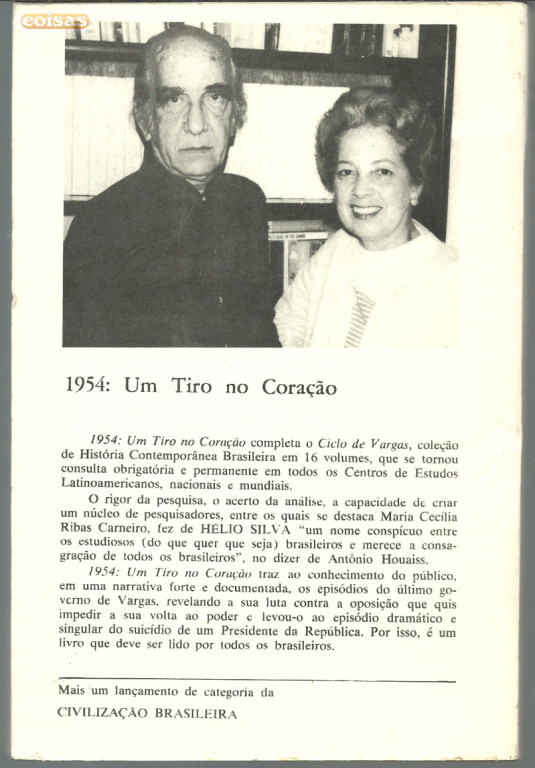 coisas
1954: Um Tiro no Coração
1954: Um Tiro no Coração completa o Ciclo de Vargas, coleção
de História Contemporânea Brasileira em 16 volumes, que se tornou
consulta obrigatória e permanente em todos os Centros de Estudos
Latinoamericanos, nacionais e mundiais.
O rigor da pesquisa, o acerto da análise, a capacidade de criar
um núcleo de pesquisadores, entre os quais se destaca Maria Cecília
Ribas Carneiro, fez de HÉLIO SILVA “um nome conspícuo entre
os estudiosos (do que quer que seja) brasileiros e merece a consa-
gração de todos os brasileiros”, no dizer de Antônio Houaiss.
1954: Um Tiro no Coração traz ao conhecimento do público,
em uma narrativa forte e documentada, os episódios do último go-
verno de Vargas, revelando a sua luta contra a oposição que quis
impedir a sua volta ao poder e levou-o ao episódio dramático e
singular do suicídio de um Presidente da República. Por isso, é um
livro que deve ser lido por todos os brasileiros.
Mais um lançamento de categoria da
CIVILIZAÇÃO BRASILEIRA